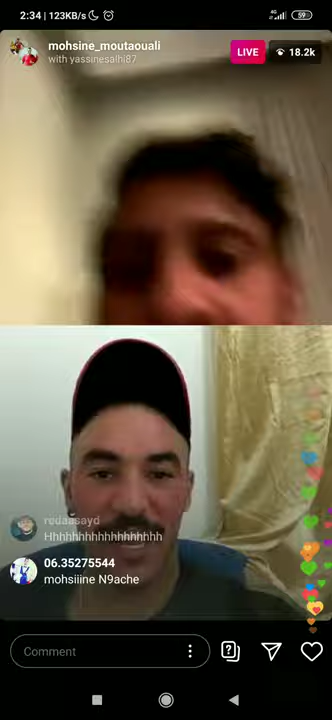 2:34 | 123KB/s
4G
59
mohsine_moutaouali
with yassinesalhi87
LIVE
18.2k
redaasayd
Hhhhhhhhhhhhhhhhhh
06.35275544
mohsiiine N9ache
Comment